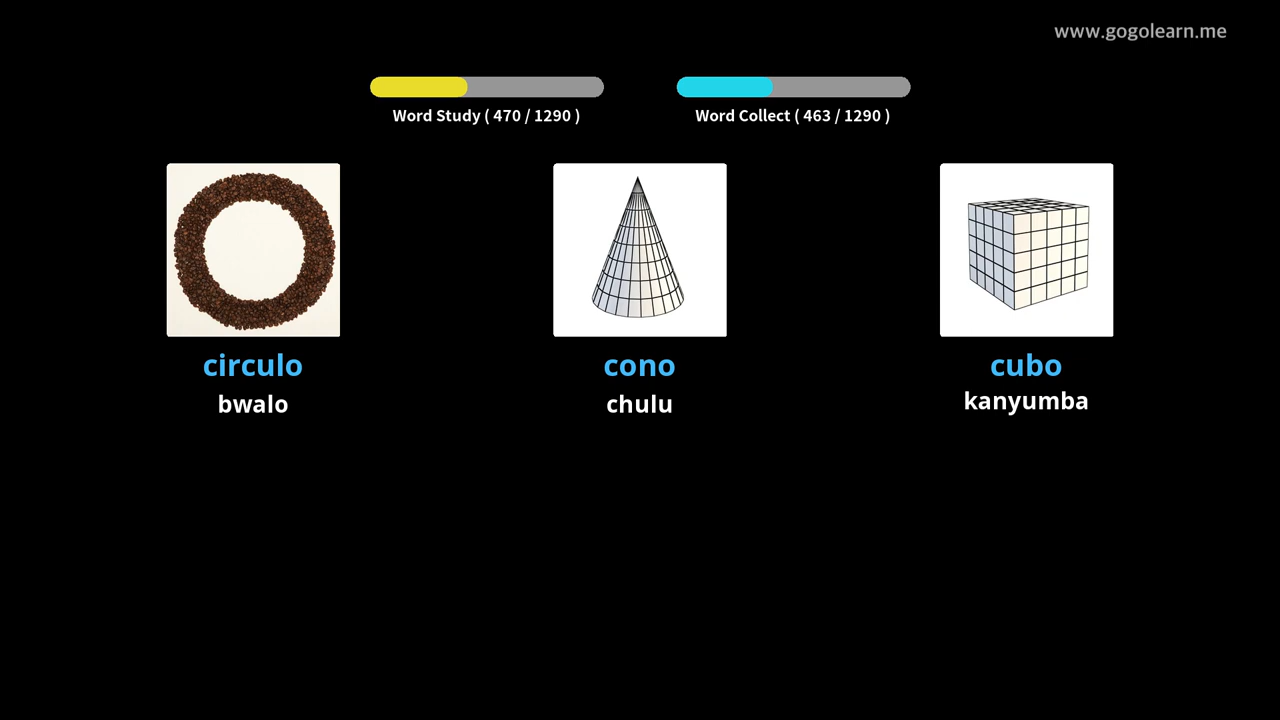 www.gogolearn.me
Word Study ( 470 / 1290 )
Word Collect ( 463 / 1290 )
circulo
cono
cubo
bwalo
chulu
kanyumba